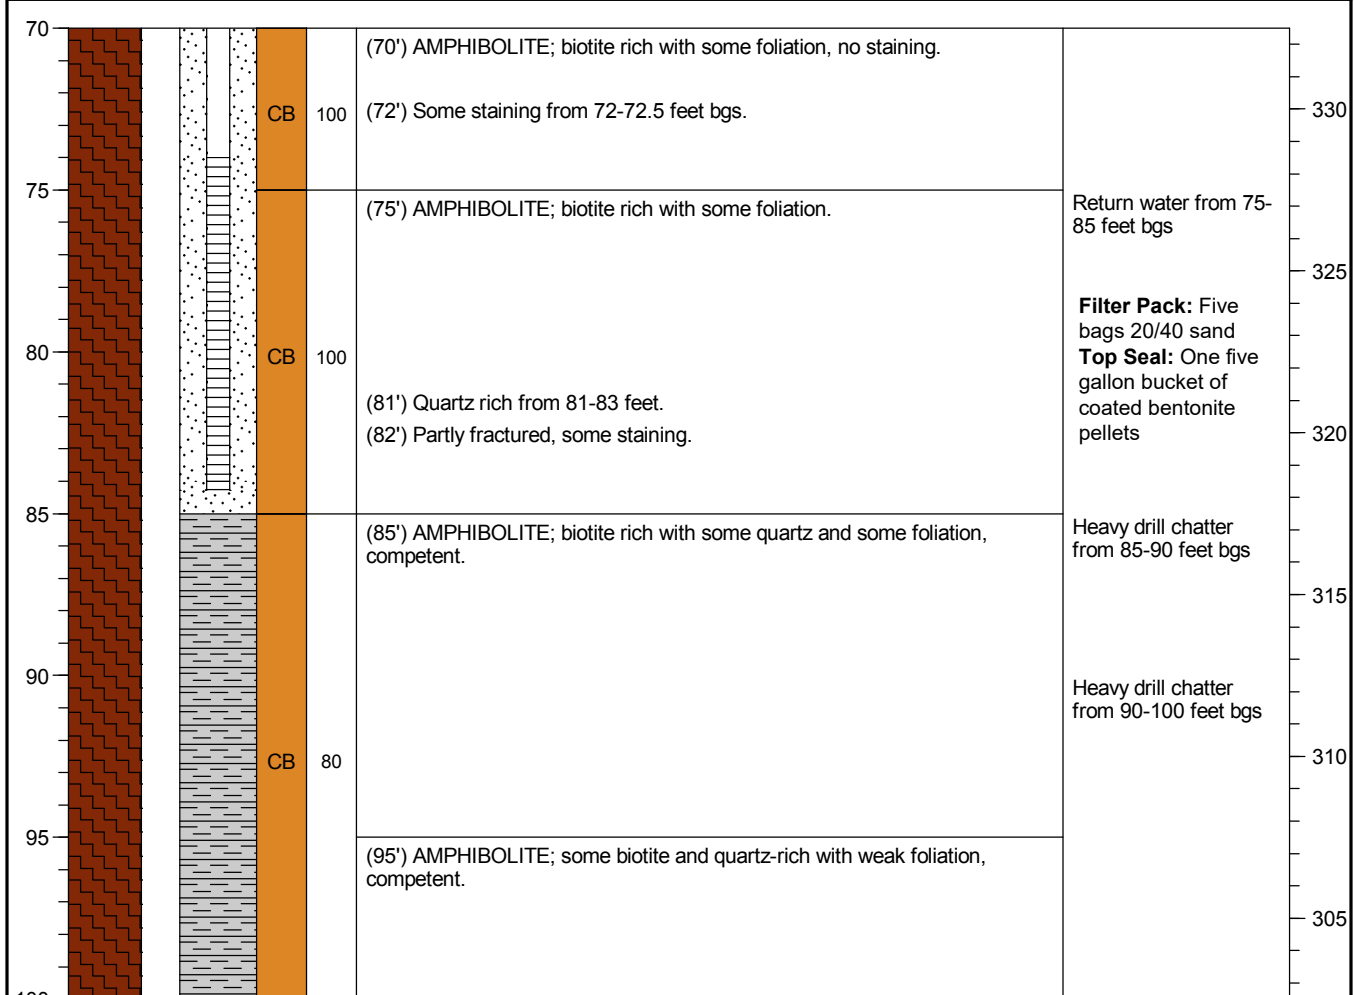 70
(70') AMPHIBOLITE; biotite rich with some foliation, no staining.
CB
100
(72') Some staining from 72-72.5 feet bgs.
330
75
(75') AMPHIBOLITE; biotite rich with some foliation.
Return water from 75-
85 feet bgs
325
Filter Pack: Five
bags 20/40 sand
Top Seal: One five
gallon bucket of
coated bentonite
pellets
80
CB
100
(81') Quartz rich from 81-83 feet.
(82') Partly fractured, some staining.
320
85
(85') AMPHIBOLITE; biotite rich with some quartz and some foliation,
competent.
Heavy drill chatter
from 85-90 feet bgs
315
90
Heavy drill chatter
from 90-100 feet bgs
CB
80
310
95
(95') AMPHIBOLITE; some biotite and quartz-rich with weak foliation,
competent.
305